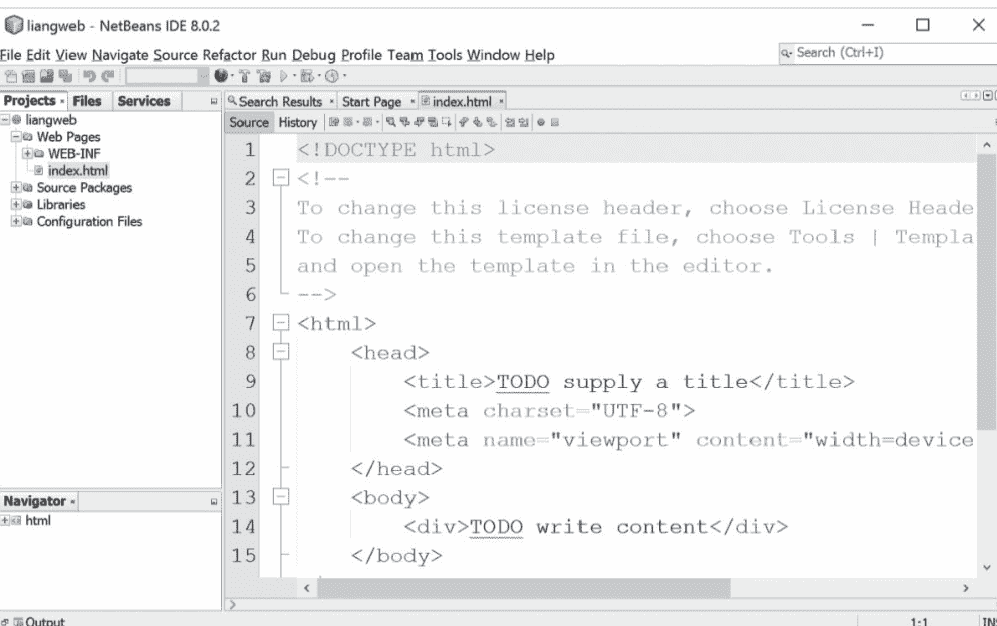 liangweb - NetBeans IDE 8.0.2
File Edit View Navigate Source Refactor Run Debug Profile Team Tools Window Help
Search (Ctrl+I)
Projects Files Services
Search Results Start Page index.html
Source History
liangweb
Web Pages
WEB-INF
index.html
Source Packages
Libraries
Configuration Files
1 <!DOCTYPE html>
2 <!--
3 To change this license header, choose License Heade
4 To change this template file, choose Tools | Templa
5 and open the template in the editor.
6 -->
7 <html>
8 <head>
9 <title>TODO supply a title</title>
10 <meta charset="UTF-8">
11 <meta name="viewport" content="width=device
12 </head>
13 <body>
14 <div>TODO write content</div>
15 </body>
Navigator
html
Output
1:1 INS